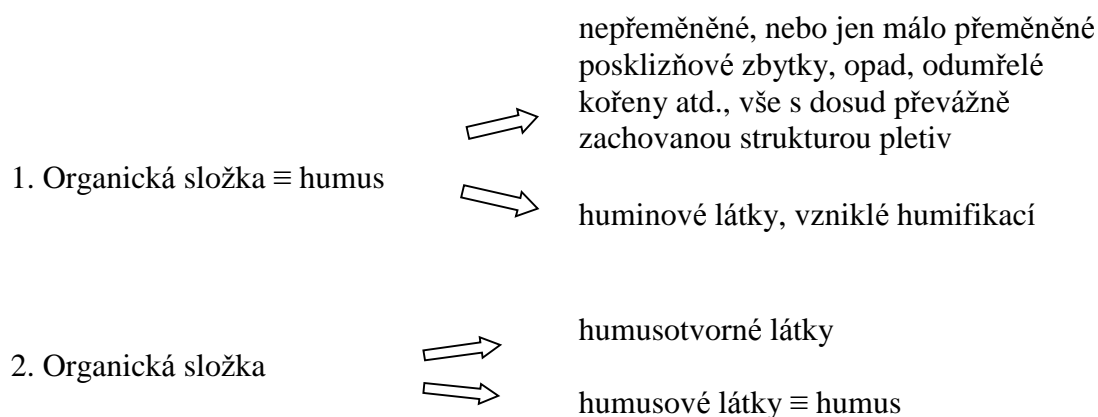 nepřeměněné, nebo jen málo přeměněné
posklizňové zbytky, opad, odumřelé
kořeny atd., vše s dosud převážně
zachovanou strukturou pletiv
1. Organická složka ≡ humus
huminové látky, vzniklé humifikací
humusotvorné látky
2. Organická složka
humusové látky ≡ humus